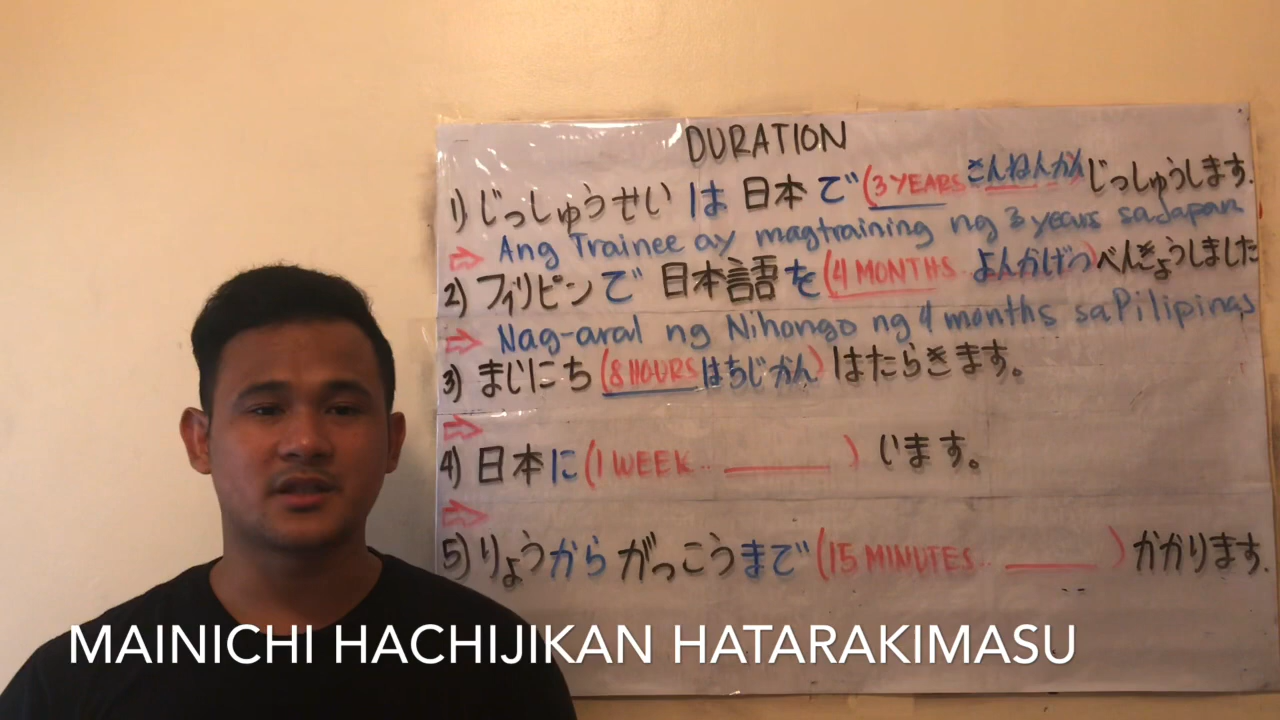 DURATION
1) じっしゅうせい は 日本 で (3 YEARS さんねんかん) じっしゅうします.
⇒ Ang Trainee ay magtraining ng 3 years sa Japan
2) フィリピンで 日本語 を (4 MONTHS.. よんかげつ) べんきょうしました
⇒ Nag-aral ng Nihongo ng 4 months sa Pilipinas
3) まじにち (8 HOURS はちじかん) はたらきます。
⇒
4) 日本に (1 WEEK.. ______ ) います。
⇒
5) りょうから がっこうまで (15 MINUTES.. ______ ) かかります.
MAINICHI HACHIJIKAN HATARAKIMASU